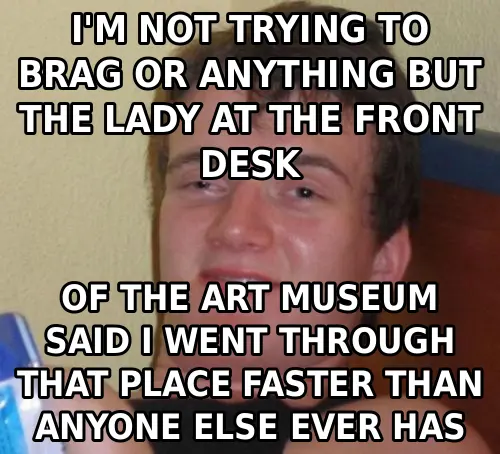 I'M NOT TRYING TO
BRAG OR ANYTHING BUT
THE LADY AT THE FRONT
DESK
OF THE ART MUSEUM
SAID I WENT THROUGH
THAT PLACE FASTER THAN
ANYONE ELSE EVER HAS